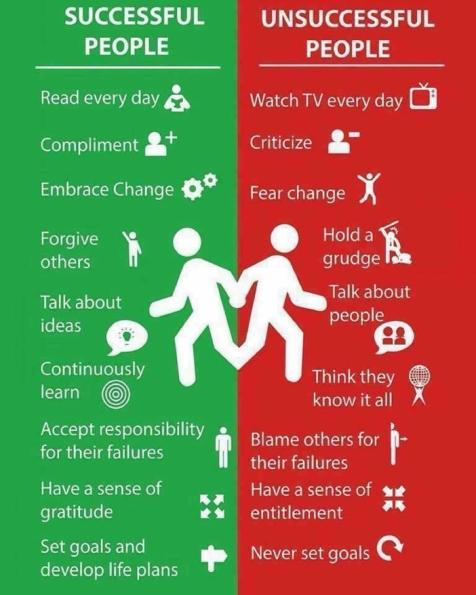 SUCCESSFUL
PEOPLE
Read every day
Compliment
Embrace Change
Forgive
others
Talk about
ideas
Continuously
learn
Accept responsibility
for their failures
Have a sense of
gratitude
Set goals and
develop life plans
UNSUCCESSFUL
PEOPLE
Watch TV every day
Criticize
Fear change
Hold a
grudge
Talk about
people
Think they
know it all
Blame others for
their failures
Have a sense of
entitlement
Never set goals